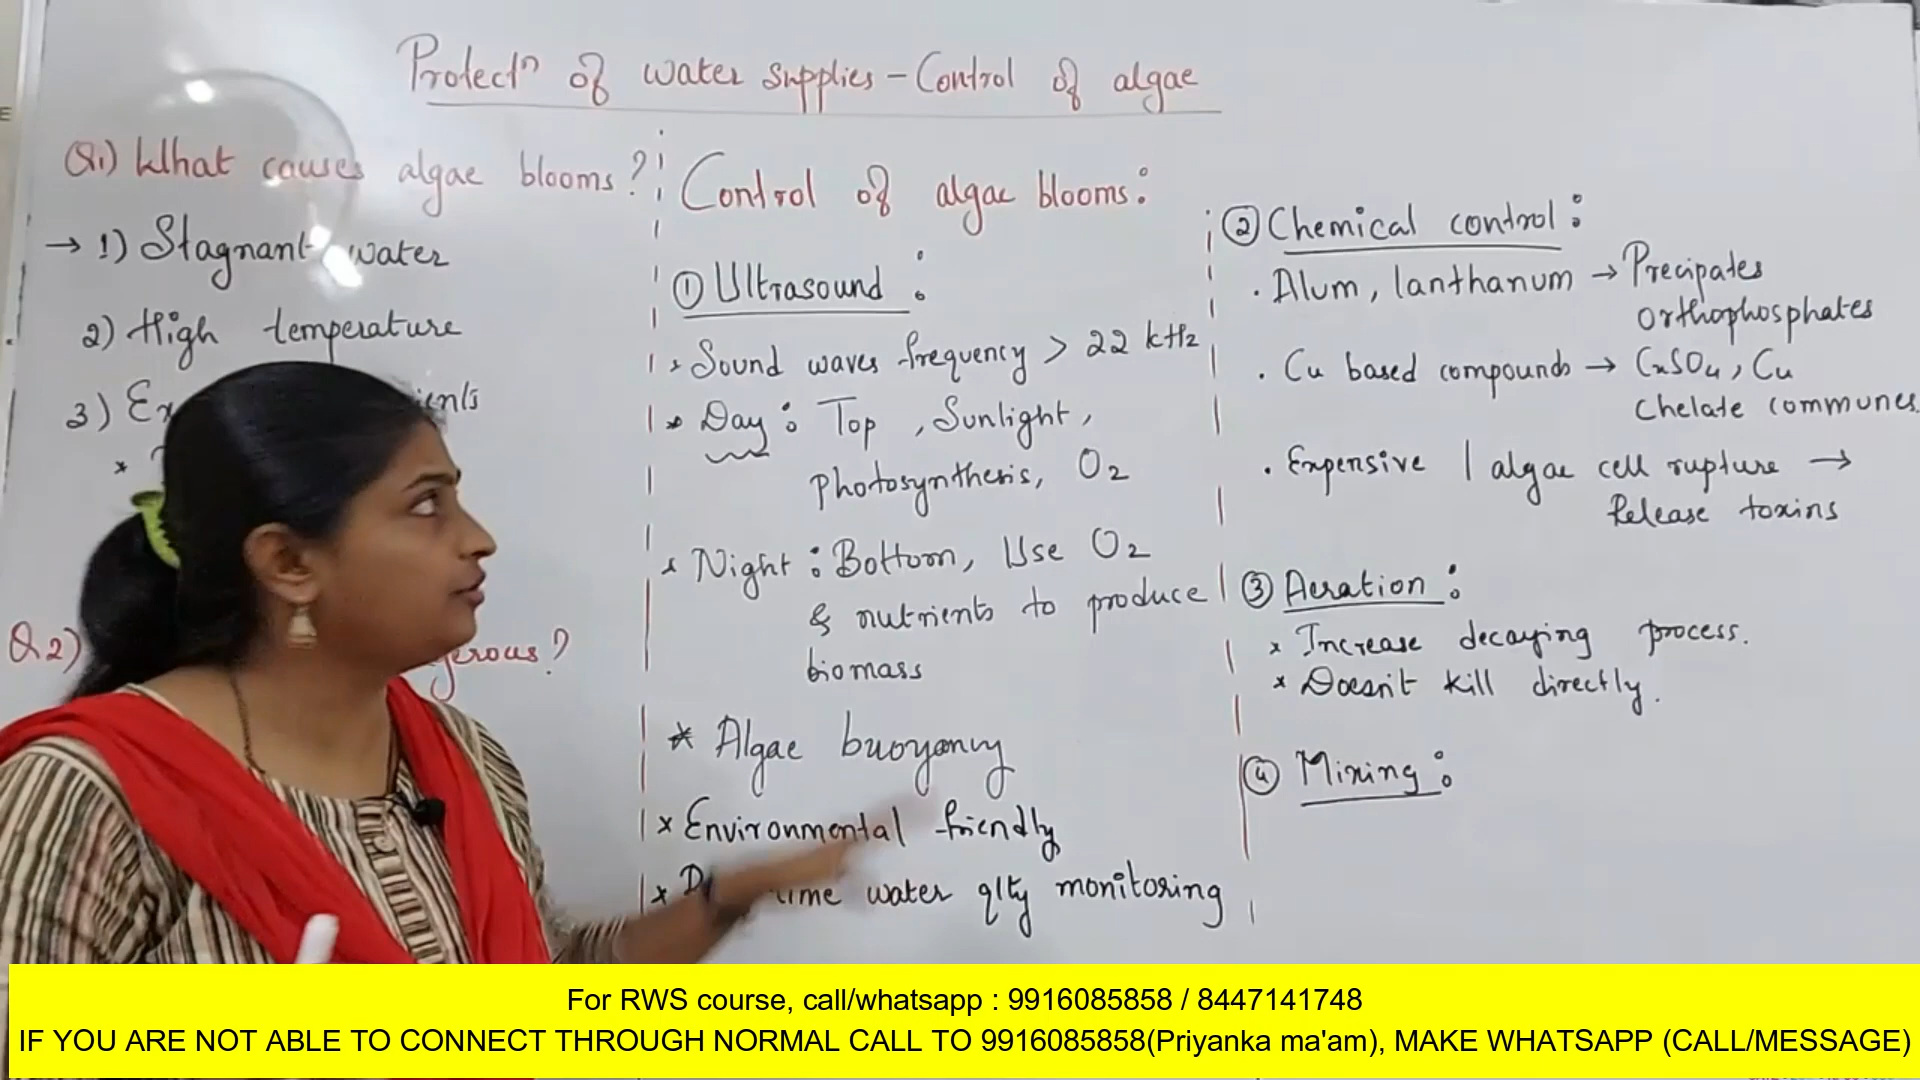 Protectn of water supplies - Control of algae
Q1.) What causes algae blooms?
→ 1) Stagnant water
2) High temperature
3) Ex ients
*
Q2) gerous?
Control of algae blooms:
① Ultrasound :
* Sound waves frequency > 22 kHz
* Day : Top , Sunlight,
photosynthesis, O2
* Night : Bottom, Use O2
& nutrients to produce
biomass
* Algae buoyancy
* Environmental friendly
* time water qlty monitoring
② Chemical control :
. Alum, lanthanum → Precipates
orthophosphates
. Cu based compounds → CuSO4, Cu
Chelate communes
. Expensive | algae cell rupture →
Release toxins
③ Aeration :
* Increase decaying process.
* Doesn't kill directly.
④ Mixing :
For RWS course, call/whatsapp : 9916085858 / 8447141748
IF YOU ARE NOT ABLE TO CONNECT THROUGH NORMAL CALL TO 9916085858(Priyanka ma'am), MAKE WHATSAPP (CALL/MESSAGE)